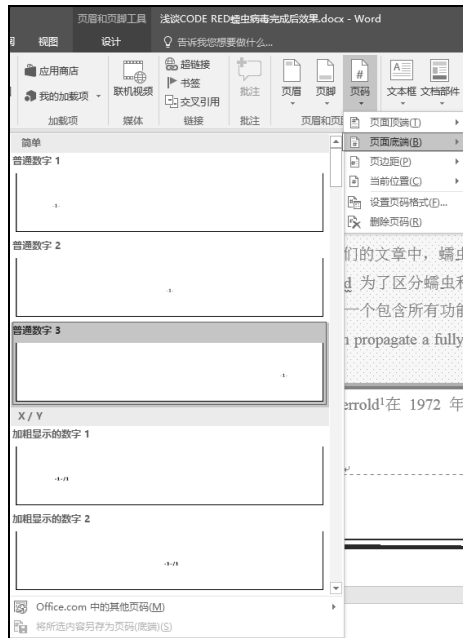 页眉和页脚工具 浅谈CODE RED蠕虫病毒完成后效果.docx - Word
视图 设计 告诉我您想要做什么...
应用商店
我的加载项
联机视频
超链接
书签
交叉引用
批注
页眉 页脚 页码 文本框 文档部件
加载项 媒体 链接 批注 页眉和页
页面顶端(T)
页面底端(B)
页边距(P)
当前位置(C)
设置页码格式(F)...
删除页码(R)
简单
普通数字 1
-1-
普通数字 2
-1-
普通数字 3
-1-
X / Y
加粗显示的数字 1
-1-/1
加粗显示的数字 2
-1-/1
Office.com 中的其他页码(M)
将所选内容另存为页码(底端)(S)
们的文章中，蠕虫
d 为了区分蠕虫和
一个包含所有功能
n propagate a fully
errold¹在 1972 年